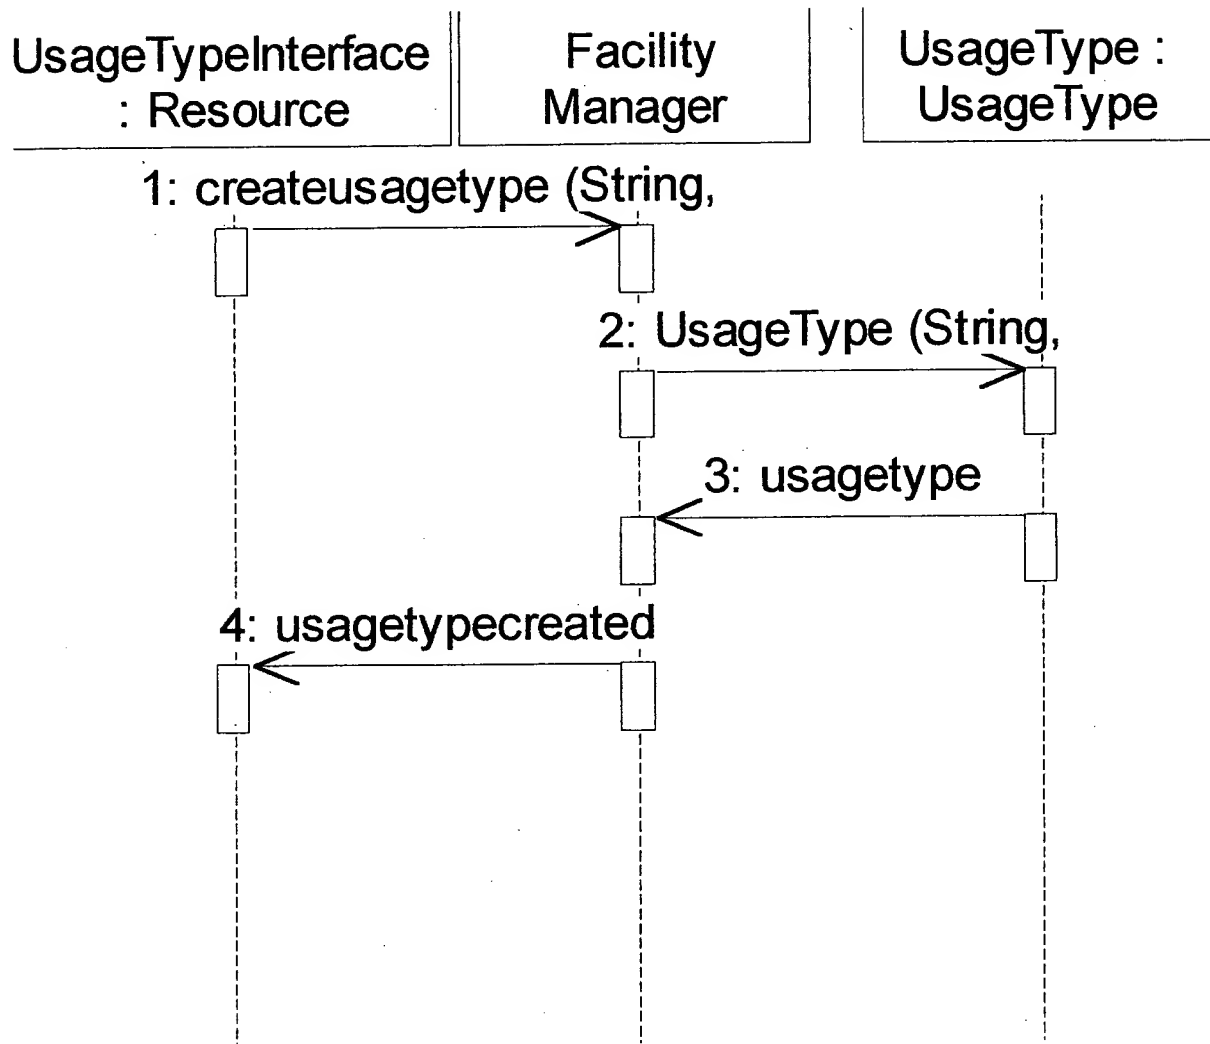 UsageTypeInterface
: Resource
Facility
Manager
UsageType :
UsageType
1: createusagetype (String,
2: UsageType (String,
3: usagetype
4: usagetypecreated